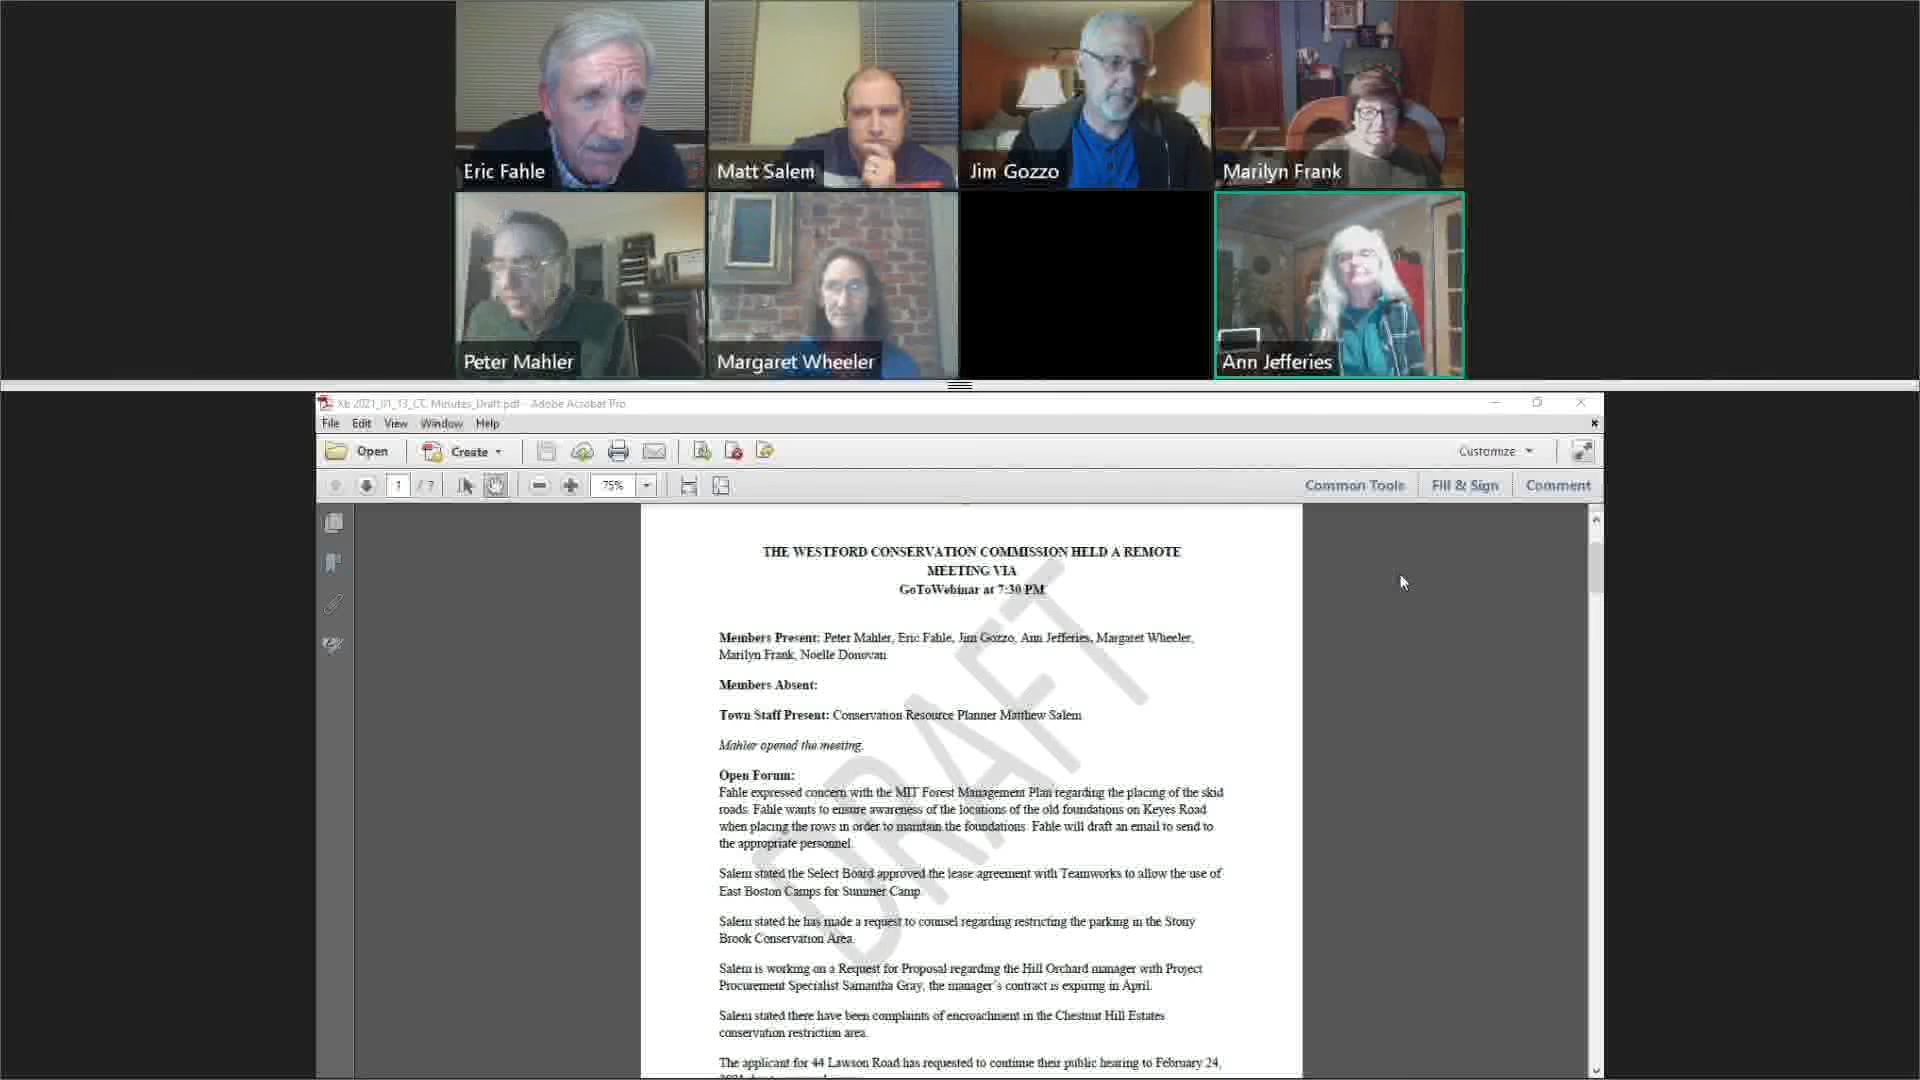 Eric Fahle
Matt Salem
Jim Gozzo
Marilyn Frank
Peter Mahler
Margaret Wheeler
Ann Jefferies
Xb 2021_01_13_CC Minutes_Draft.pdf - Adobe Acrobat Pro
File Edit View Window Help
Open Create Customize
1 / 7 75% Common Tools Fill & Sign Comment
THE WESTFORD CONSERVATION COMMISSION HELD A REMOTE
MEETING VIA
GoToWebinar at 7:30 PM
Members Present: Peter Mahler, Eric Fahle, Jim Gozzo, Ann Jefferies, Margaret Wheeler,
Marilyn Frank, Noelle Donovan
Members Absent:
Town Staff Present: Conservation Resource Planner Matthew Salem
Mahler opened the meeting.
Open Forum:
Fahle expressed concern with the MIT Forest Management Plan regarding the placing of the skid
roads. Fahle wants to ensure awareness of the locations of the old foundations on Keyes Road
when placing the rows in order to maintain the foundations. Fahle will draft an email to send to
the appropriate personnel.
Salem stated the Select Board approved the lease agreement with Teamworks to allow the use of
East Boston Camps for Summer Camp.
Salem stated he has made a request to counsel regarding restricting the parking in the Stony
Brook Conservation Area.
Salem is working on a Request for Proposal regarding the Hill Orchard manager with Project
Procurement Specialist Samantha Gray, the manager's contract is expiring in April.
Salem stated there have been complaints of encroachment in the Chestnut Hill Estates
conservation restriction area.
The applicant for 44 Lawson Road has requested to continue their public hearing to February 24,
DRAFT